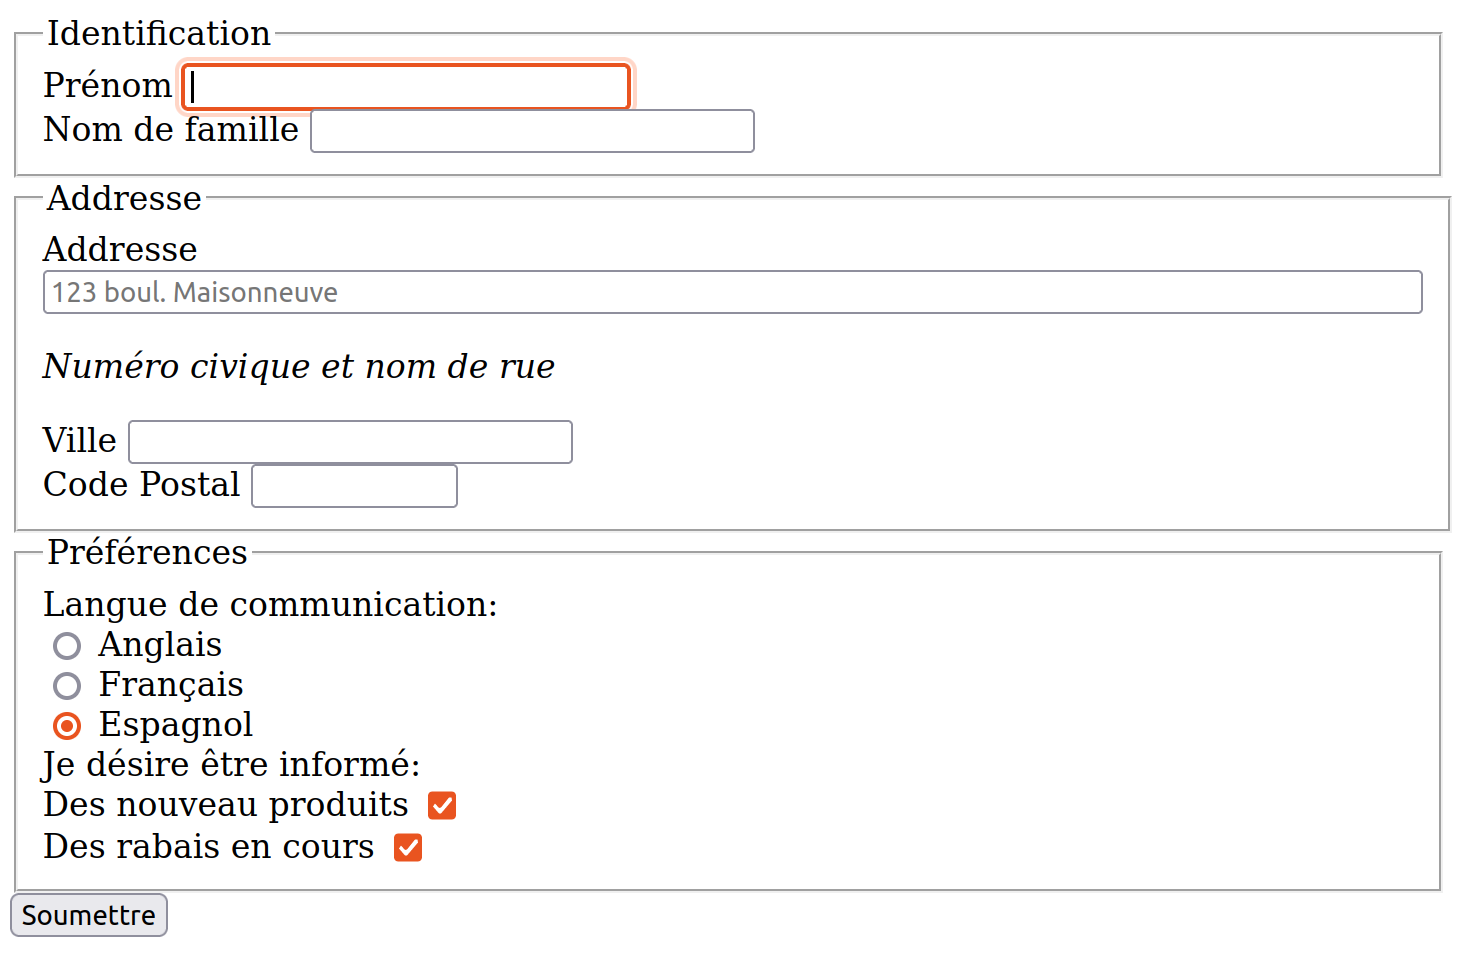 Identification
Prénom
Nom de famille
Addresse
Addresse
123 boul. Maisonneuve
Numéro civique et nom de rue
Ville
Code Postal
Préférences
Langue de communication:
Anglais
Français
Espagnol
Je désire être informé:
Des nouveau produits
Des rabais en cours
Soumettre